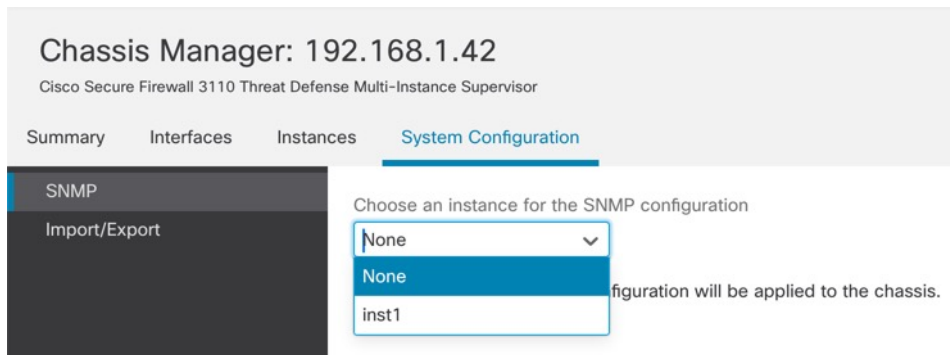 Chassis Manager: 192.168.1.42
Cisco Secure Firewall 3110 Threat Defense Multi-Instance Supervisor
Summary Interfaces Instances System Configuration
SNMP
Import/Export
Choose an instance for the SNMP configuration
None
None
inst1
figuration will be applied to the chassis.